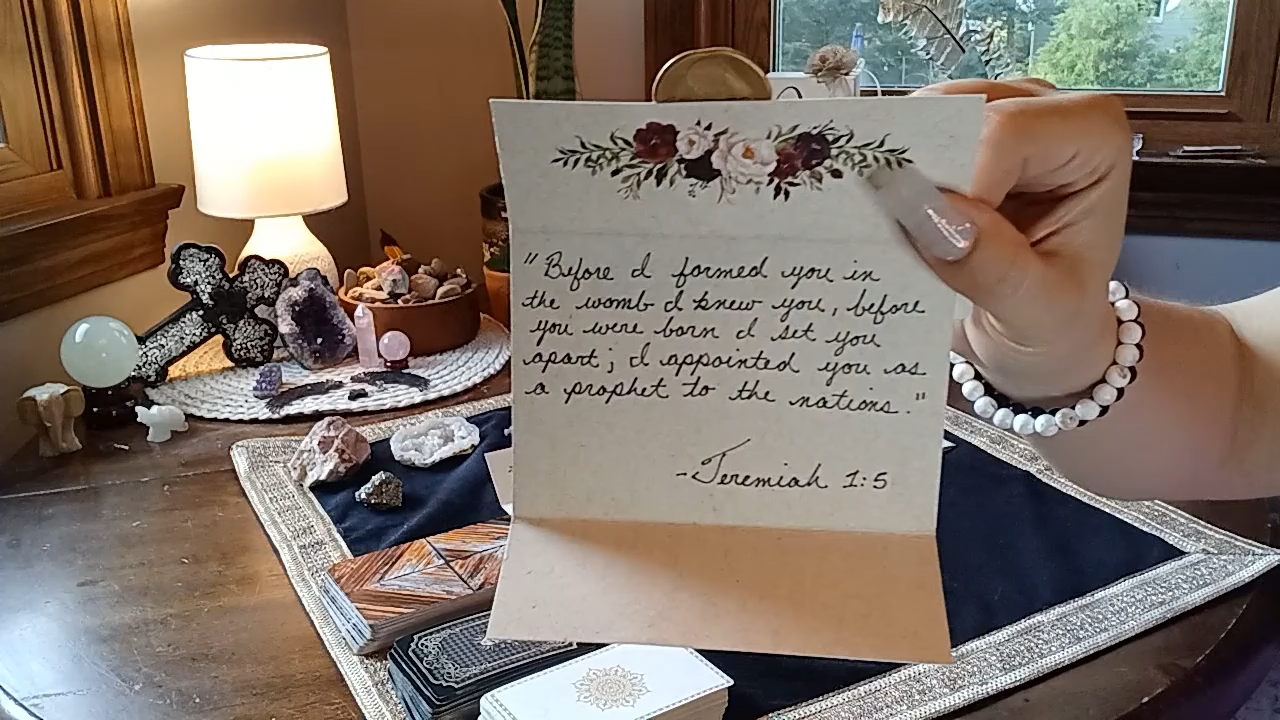 "Before I formed you in
the womb I knew you, before
you were born I set you
apart; I appointed you as
a prophet to the nations."
-Jeremiah 1:5